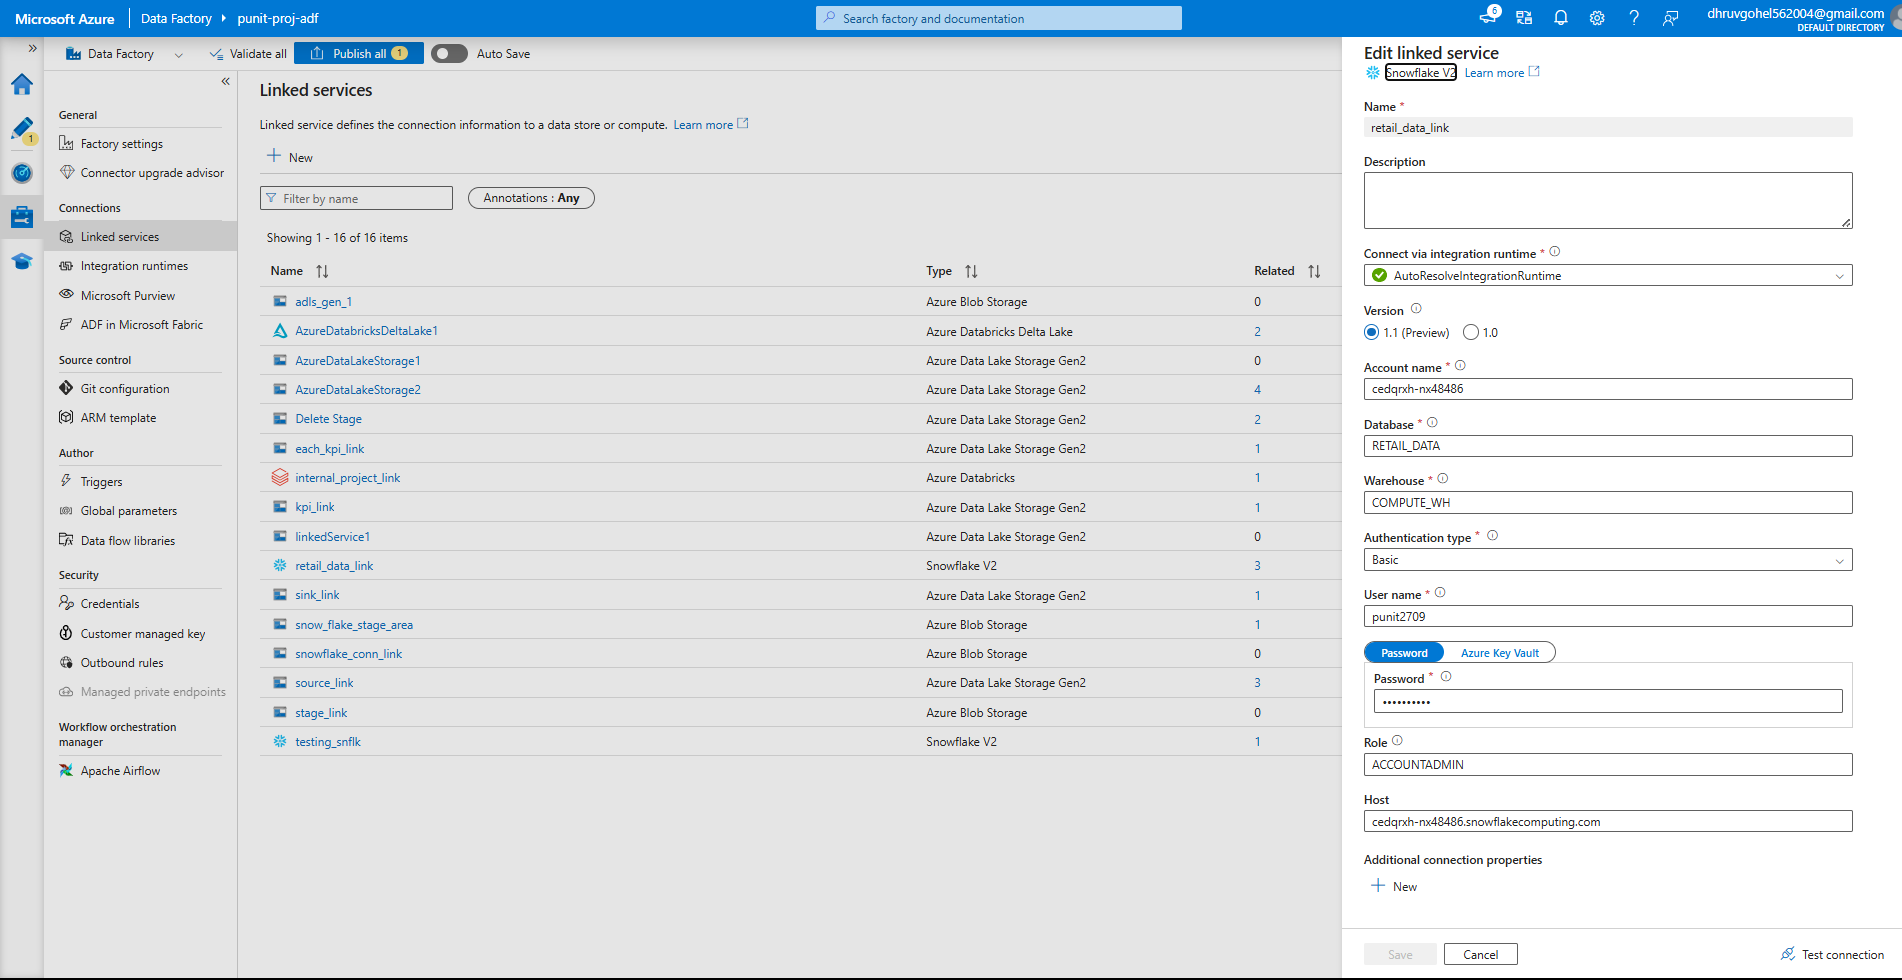 Microsoft Azure Data Factory punit-proj-adf
Search factory and documentation
6
dhruvgohel562004@gmail.com
DEFAULT DIRECTORY
Data Factory
Validate all
Publish all 1
Auto Save
1
General
Factory settings
Connector upgrade advisor
Connections
Linked services
Integration runtimes
Microsoft Purview
ADF in Microsoft Fabric
Source control
Git configuration
ARM template
Author
Triggers
Global parameters
Data flow libraries
Security
Credentials
Customer managed key
Outbound rules
Managed private endpoints
Workflow orchestration
manager
Apache Airflow
Linked services
Linked service defines the connection information to a data store or compute. Learn more
New
Filter by name
Annotations : Any
Showing 1 - 16 of 16 items
Name Type Related
adls_gen_1 Azure Blob Storage 0
AzureDatabricksDeltaLake1 Azure Databricks Delta Lake 2
AzureDataLakeStorage1 Azure Data Lake Storage Gen2 0
AzureDataLakeStorage2 Azure Data Lake Storage Gen2 4
Delete Stage Azure Data Lake Storage Gen2 2
each_kpi_link Azure Data Lake Storage Gen2 1
internal_project_link Azure Databricks 1
kpi_link Azure Data Lake Storage Gen2 1
linkedService1 Azure Data Lake Storage Gen2 0
retail_data_link Snowflake V2 3
sink_link Azure Data Lake Storage Gen2 1
snow_flake_stage_area Azure Blob Storage 1
snowflake_conn_link Azure Blob Storage 0
source_link Azure Data Lake Storage Gen2 3
stage_link Azure Blob Storage 0
testing_snflk Snowflake V2 1
Edit linked service
Snowflake V2 Learn more
Name *
retail_data_link
Description
Connect via integration runtime *
AutoResolveIntegrationRuntime
Version
1.1 (Preview) 1.0
Account name *
cedqrxh-nx48486
Database *
RETAIL_DATA
Warehouse *
COMPUTE_WH
Authentication type *
Basic
User name *
punit2709
Password Azure Key Vault
Password *
••••••••••
Role
ACCOUNTADMIN
Host
cedqrxh-nx48486.snowflakecomputing.com
Additional connection properties
New
Save
Cancel
Test connection